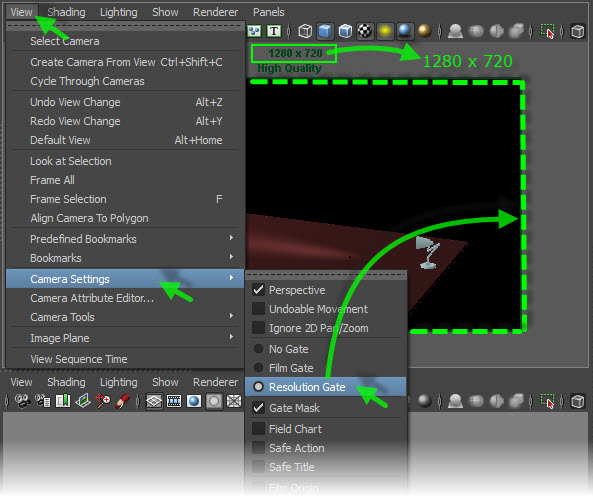 View Shading Lighting Show Renderer Panels
T
1280 x 720
High Quality
1280 x 720
Select Camera
Create Camera From View Ctrl+Shift+C
Cycle Through Cameras
Undo View Change Alt+Z
Redo View Change Alt+Y
Default View Alt+Home
Look at Selection
Frame All
Frame Selection F
Align Camera To Polygon
Predefined Bookmarks
Bookmarks
Camera Settings
Camera Attribute Editor...
Camera Tools
Image Plane
View Sequence Time
Perspective
Undoable Movement
Ignore 2D Pan/Zoom
No Gate
Film Gate
Resolution Gate
Gate Mask
Field Chart
Safe Action
Safe Title
Film Origin
View Shading Lighting Show Renderer